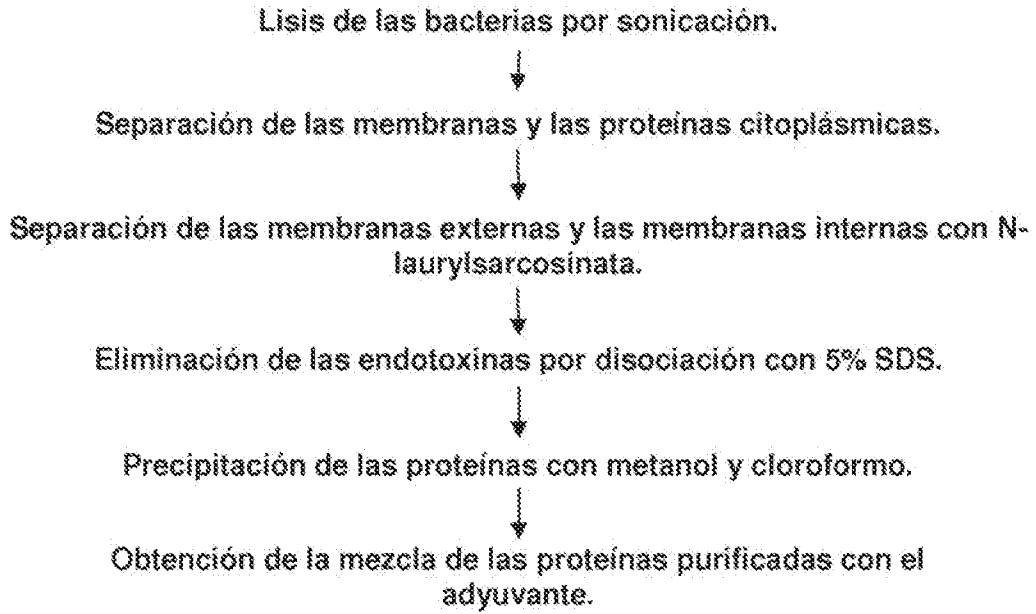 Lisis de las bacterias por sonicación.
Separación de las membranas y las proteínas citoplásmicas.
Separación de las membranas externas y las membranas internas con N-
laurylsarcosinata.
Eliminación de las endotoxinas por disociación con 5% SDS.
Precipitación de las proteínas con metanol y cloroformo.
Obtención de la mezcla de las proteínas purificadas con el
adyuvante.